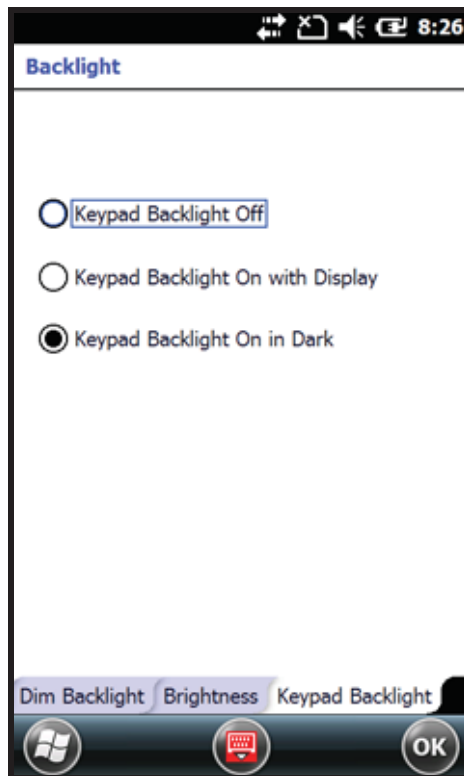 8:26
Backlight
Keypad Backlight Off
Keypad Backlight On with Display
Keypad Backlight On in Dark
Dim Backlight Brightness Keypad Backlight
OK